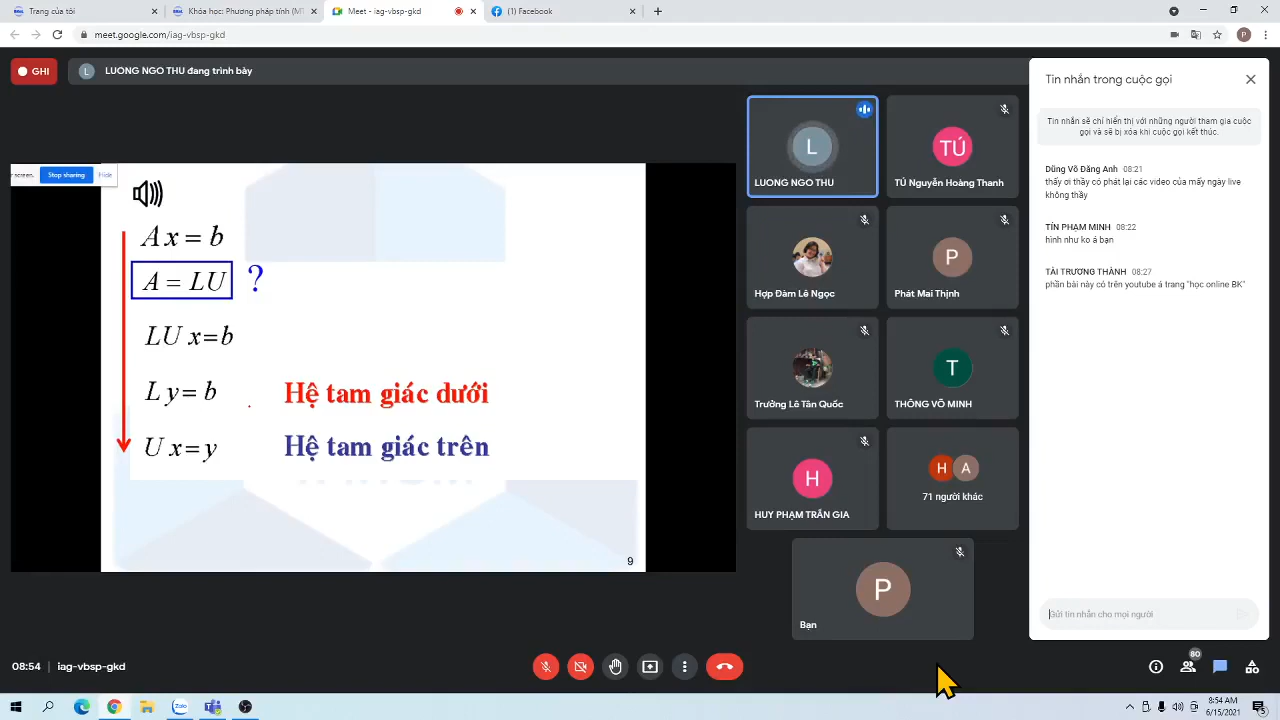 Trang của tôi
Khóa học: Phương pháp tính (MT
Meet - iag-vbsp-gkd
(1) Facebook
meet.google.com/iag-vbsp-gkd
P
GHI
L
LUONG NGO THU đang trình bày
r screen.
Stop sharing
Hide
A x = b
A = LU ?
LU x=b
L y= b Hệ tam giác dưới
U x=y Hệ tam giác trên
9
L
LUONG NGO THU
TÚ
TÚ Nguyễn Hoàng Thanh
Hợp Đàm Lê Ngọc
P
Phát Mai Thịnh
Trưởng Lê Tân Quốc
T
THÔNG VÕ MINH
H
HUY PHẠM TRẦN GIA
H A
71 người khác
P
Bạn
Tin nhắn trong cuộc gọi
Tin nhắn sẽ chỉ hiển thị với những người tham gia cuộc
gọi và sẽ bị xóa khi cuộc gọi kết thúc.
Dũng Võ Đặng Anh 08:21
thấy ơi thầy có phát lại các video của mấy ngày live
không thầy
TÍN PHẠM MINH 08:22
hình như ko á bạn
TÀI TRƯƠNG THÀNH 08:27
phần bài này có trên youtube á trang "học online BK"
Gửi tin nhắn cho mọi người
08:54 iag-vbsp-gkd
80
8:54 AM
6/15/2021
5